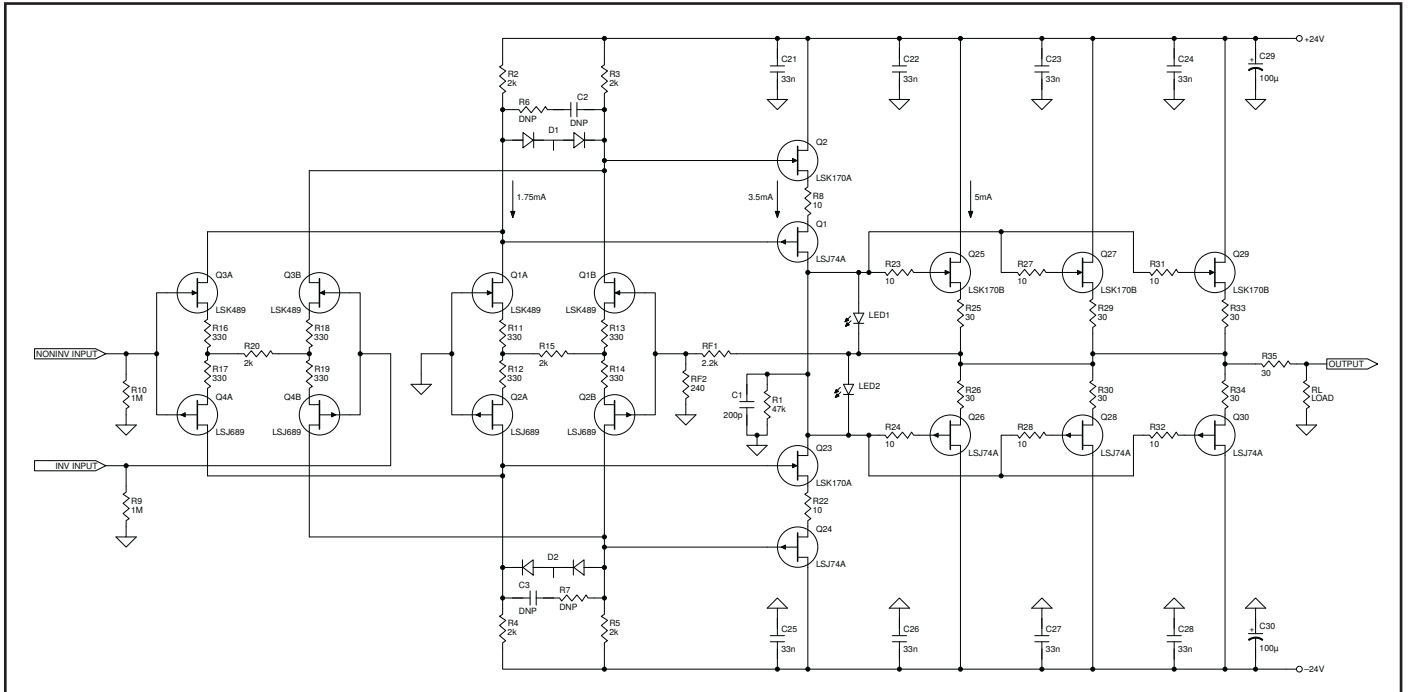 +24V
C21
33n
C22
33n
C23
33n
C24
33n
C29
+
100µ
R2
2k
R3
2k
R6
DNP
C2
DNP
D1
Q2
LSK170A
1.75mA
3.5mA
R8
10
5mA
Q1
LSJ74A
Q3A
LSK489
Q3B
LSK489
Q1A
LSK489
Q1B
LSK489
R23
10
Q25
LSK170B
R27
10
Q27
LSK170B
R31
10
Q29
LSK170B
R16
330
R18
330
R11
330
R13
330
LED1
R25
30
R29
30
R33
30
NONINV INPUT
R20
2k
R15
2k
RF1
2.2k
R35
30
OUTPUT
R10
1M
R17
330
R19
330
R12
330
R14
330
RF2
240
C1
200p
R1
47k
LED2
R26
30
R30
30
R34
30
RL
LOAD
Q4A
LSJ689
Q4B
LSJ689
Q2A
LSJ689
Q2B
LSJ689
R24
10
Q26
LSJ74A
R28
10
Q28
LSJ74A
R32
10
Q30
LSJ74A
INV INPUT
R9
1M
Q23
LSK170A
R22
10
Q24
LSJ74A
D2
C3
DNP
R7
DNP
R4
2k
R5
2k
C25
33n
C26
33n
C27
33n
C28
33n
C30
+
100µ
–24V